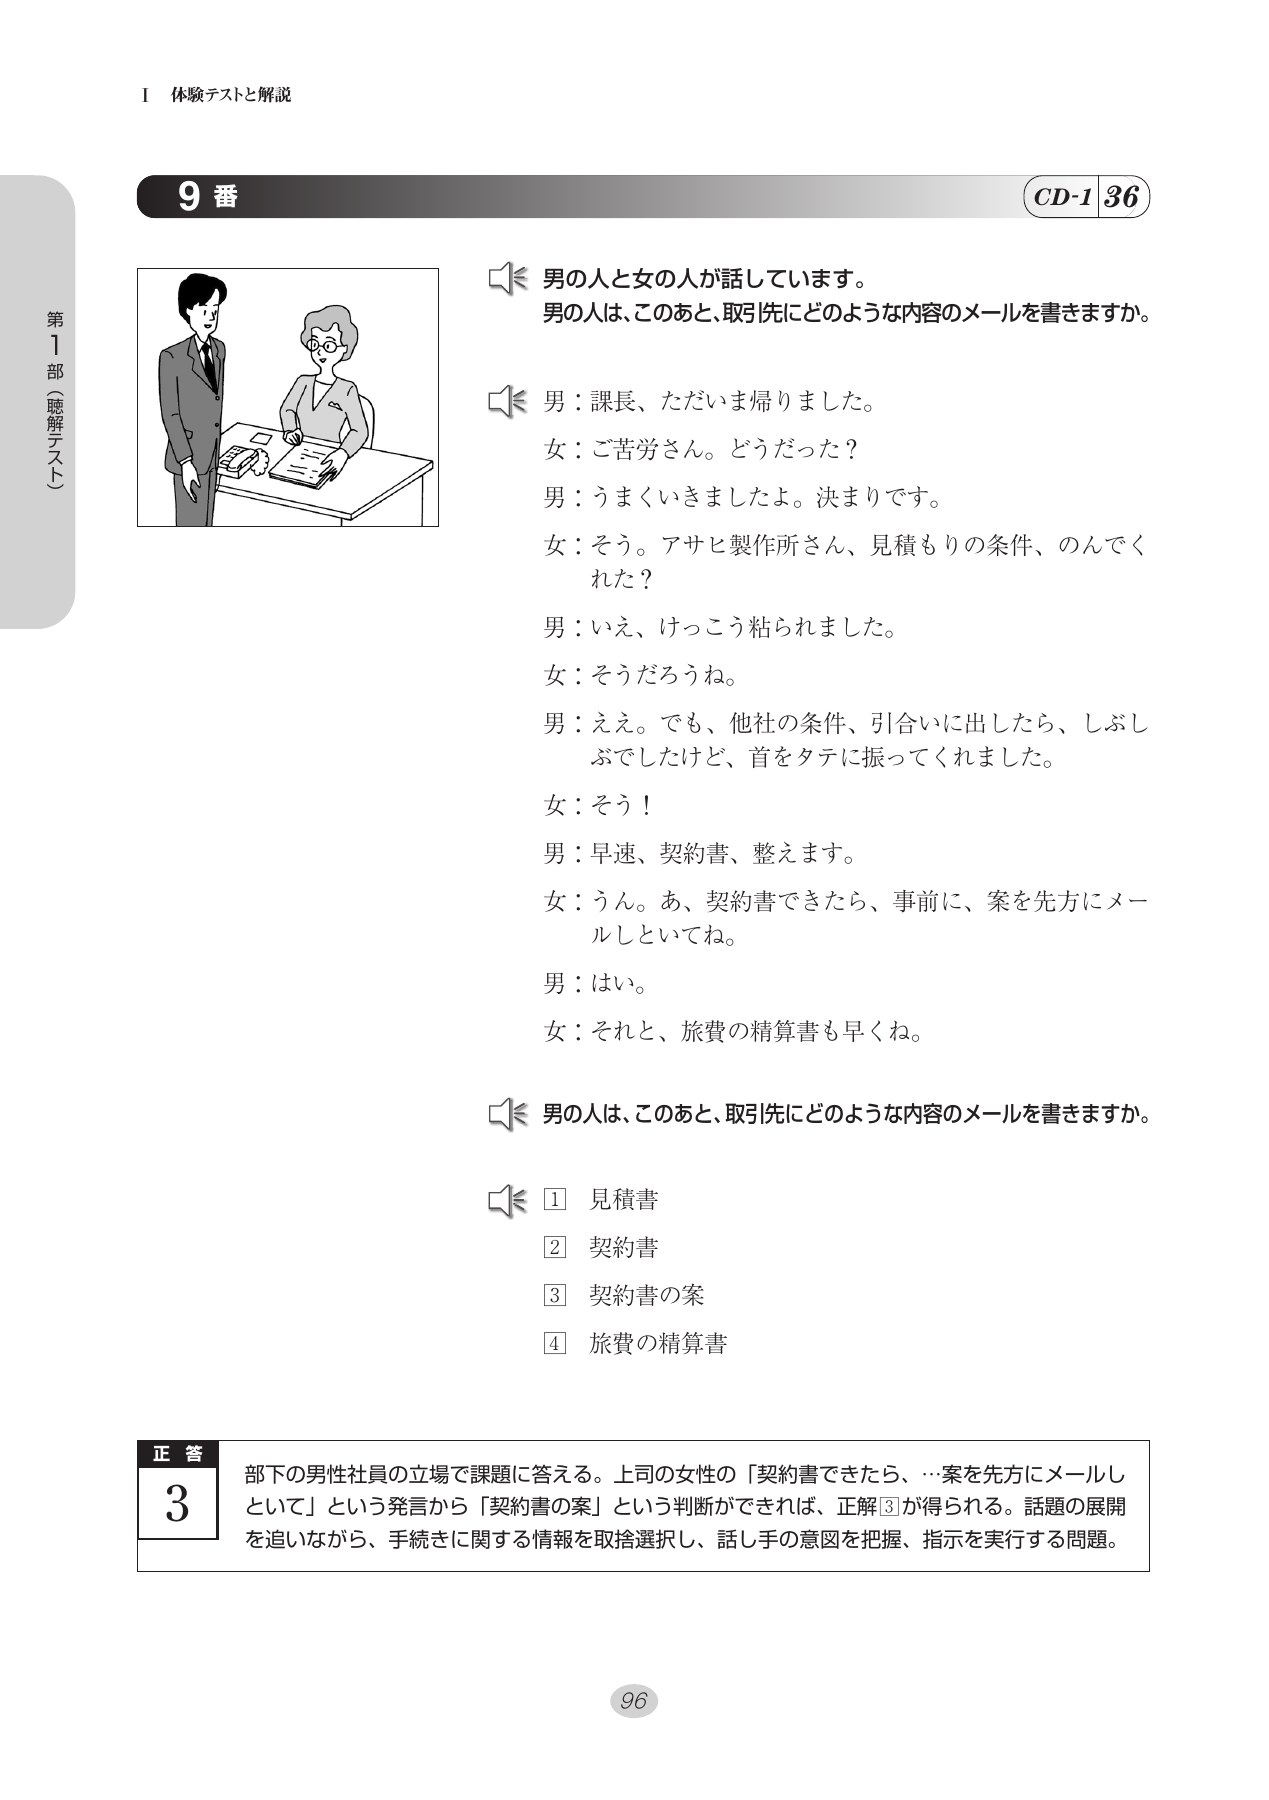 I 体験テストと解説
9番
CD-1 36
第1部（聴解テスト）
男の人と女の人が話しています。
男の人は、このあと、取引先にどのような内容のメールを書きますか。
男：課長、ただいま帰りました。
女：ご苦労さん。どうだった？
男：うまくいきましたよ。決まりです。
女：そう。アサヒ製作所さん、見積もりの条件、のんでく
れた？
男：いえ、けっこう粘られました。
女：そうだろうね。
男：ええ。でも、他社の条件、引合いに出したら、しぶし
ぶでしたけど、首をタテに振ってくれました。
女：そう！
男：早速、契約書、整えます。
女：うん。あ、契約書できたら、事前に、案を先方にメー
ルしといてね。
男：はい。
女：それと、旅費の精算書も早くね。
男の人は、このあと、取引先にどのような内容のメールを書きますか。
1 見積書
2 契約書
3 契約書の案
4 旅費の精算書
正答
3
部下の男性社員の立場で課題に答える。上司の女性の「契約書できたら、…案を先方にメールし
といて」という発言から「契約書の案」という判断ができれば、正解3が得られる。話題の展開
を追いながら、手続きに関する情報を取捨選択し、話し手の意図を把握、指示を実行する問題。
96